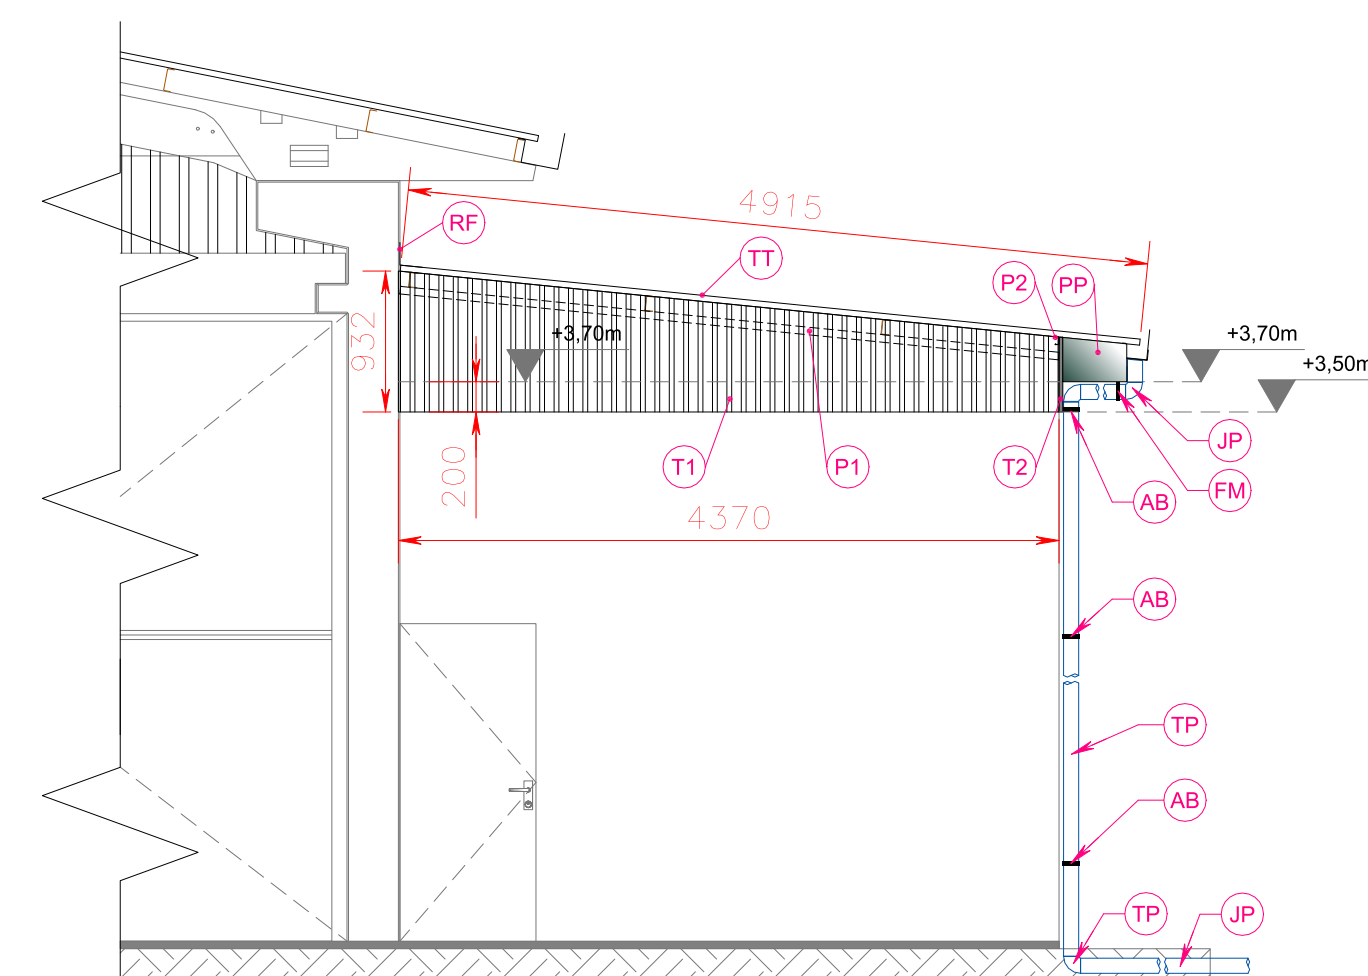 4915
RF
TT
P2
PP
932
+3,70m
+3,70m
+3,50m
200
T1
P1
T2
JP
FM
AB
4370
AB
TP
AB
TP
JP